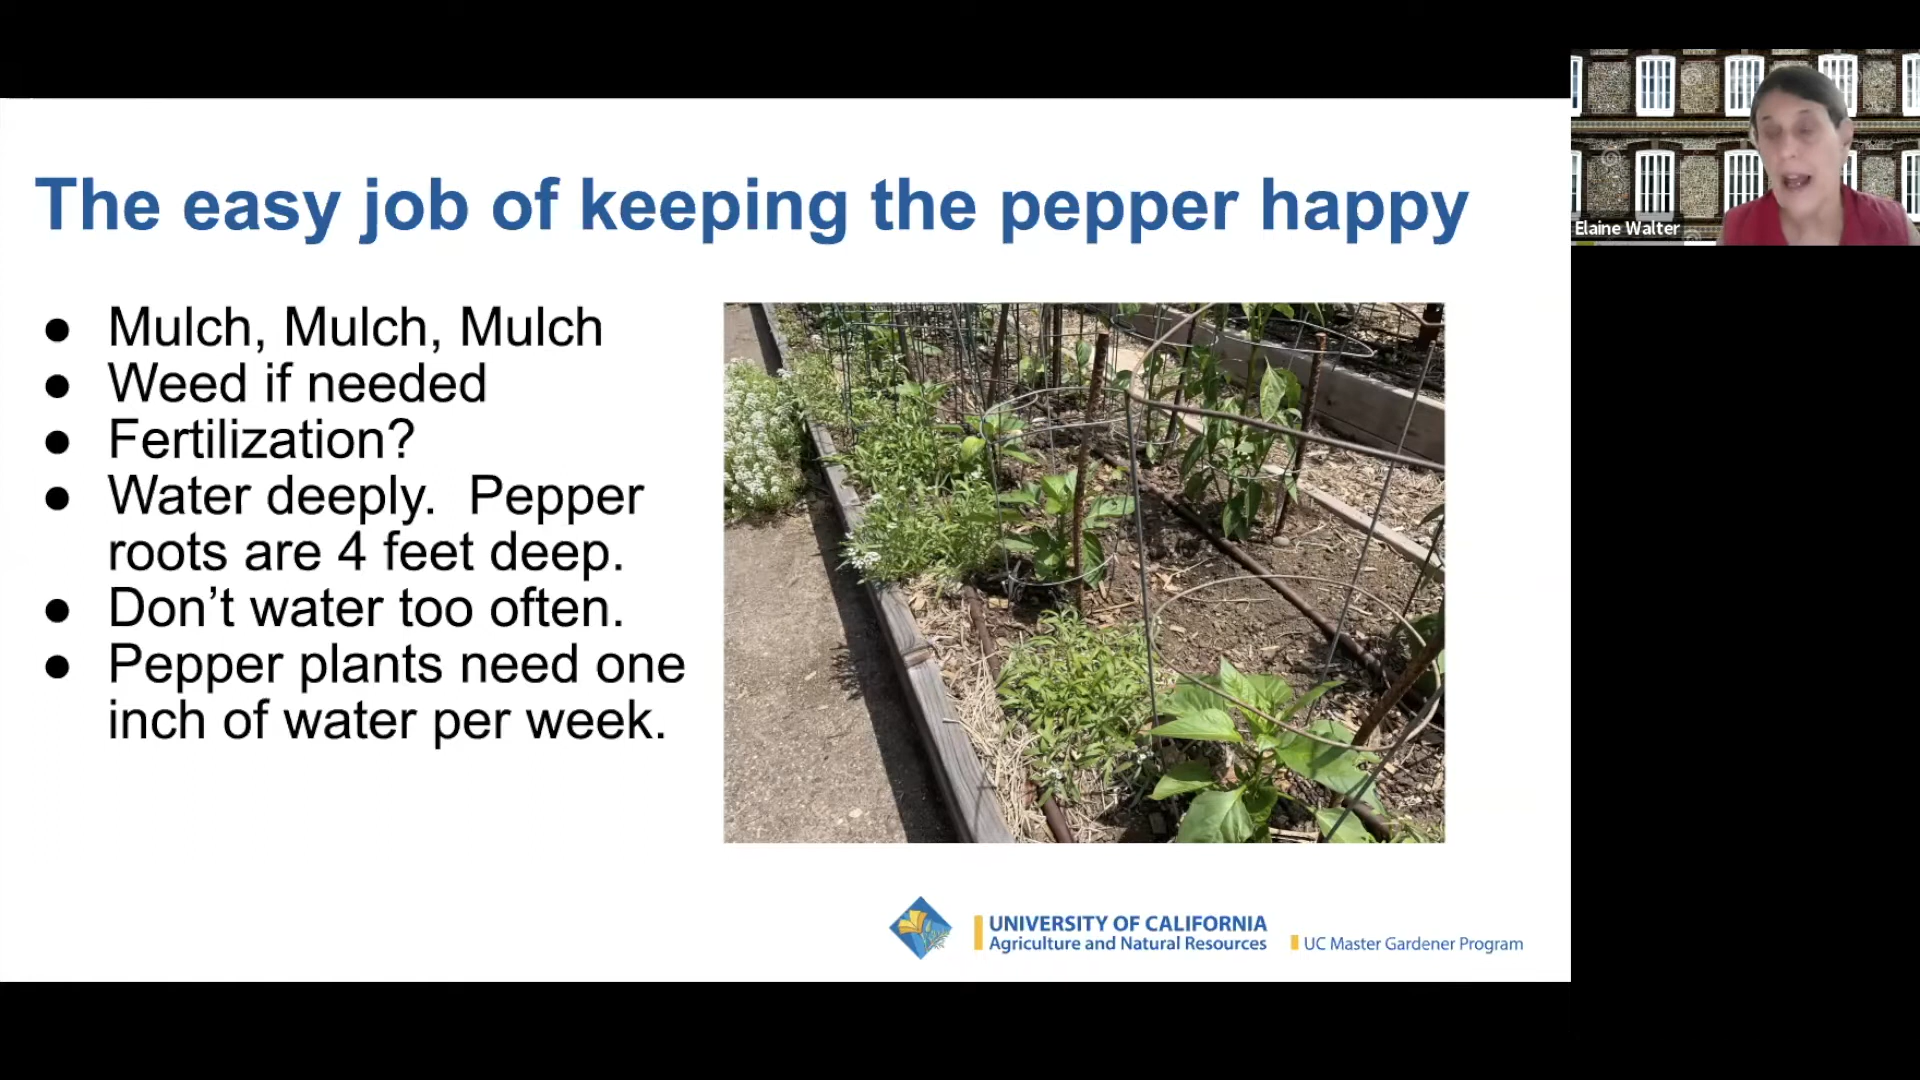 The easy job of keeping the pepper happy
● Mulch, Mulch, Mulch
● Weed if needed
● Fertilization?
● Water deeply.  Pepper
roots are 4 feet deep.
● Don’t water too often.
● Pepper plants need one
inch of water per week.
UNIVERSITY OF CALIFORNIA
Agriculture and Natural Resources
UC Master Gardener Program
Elaine Walter